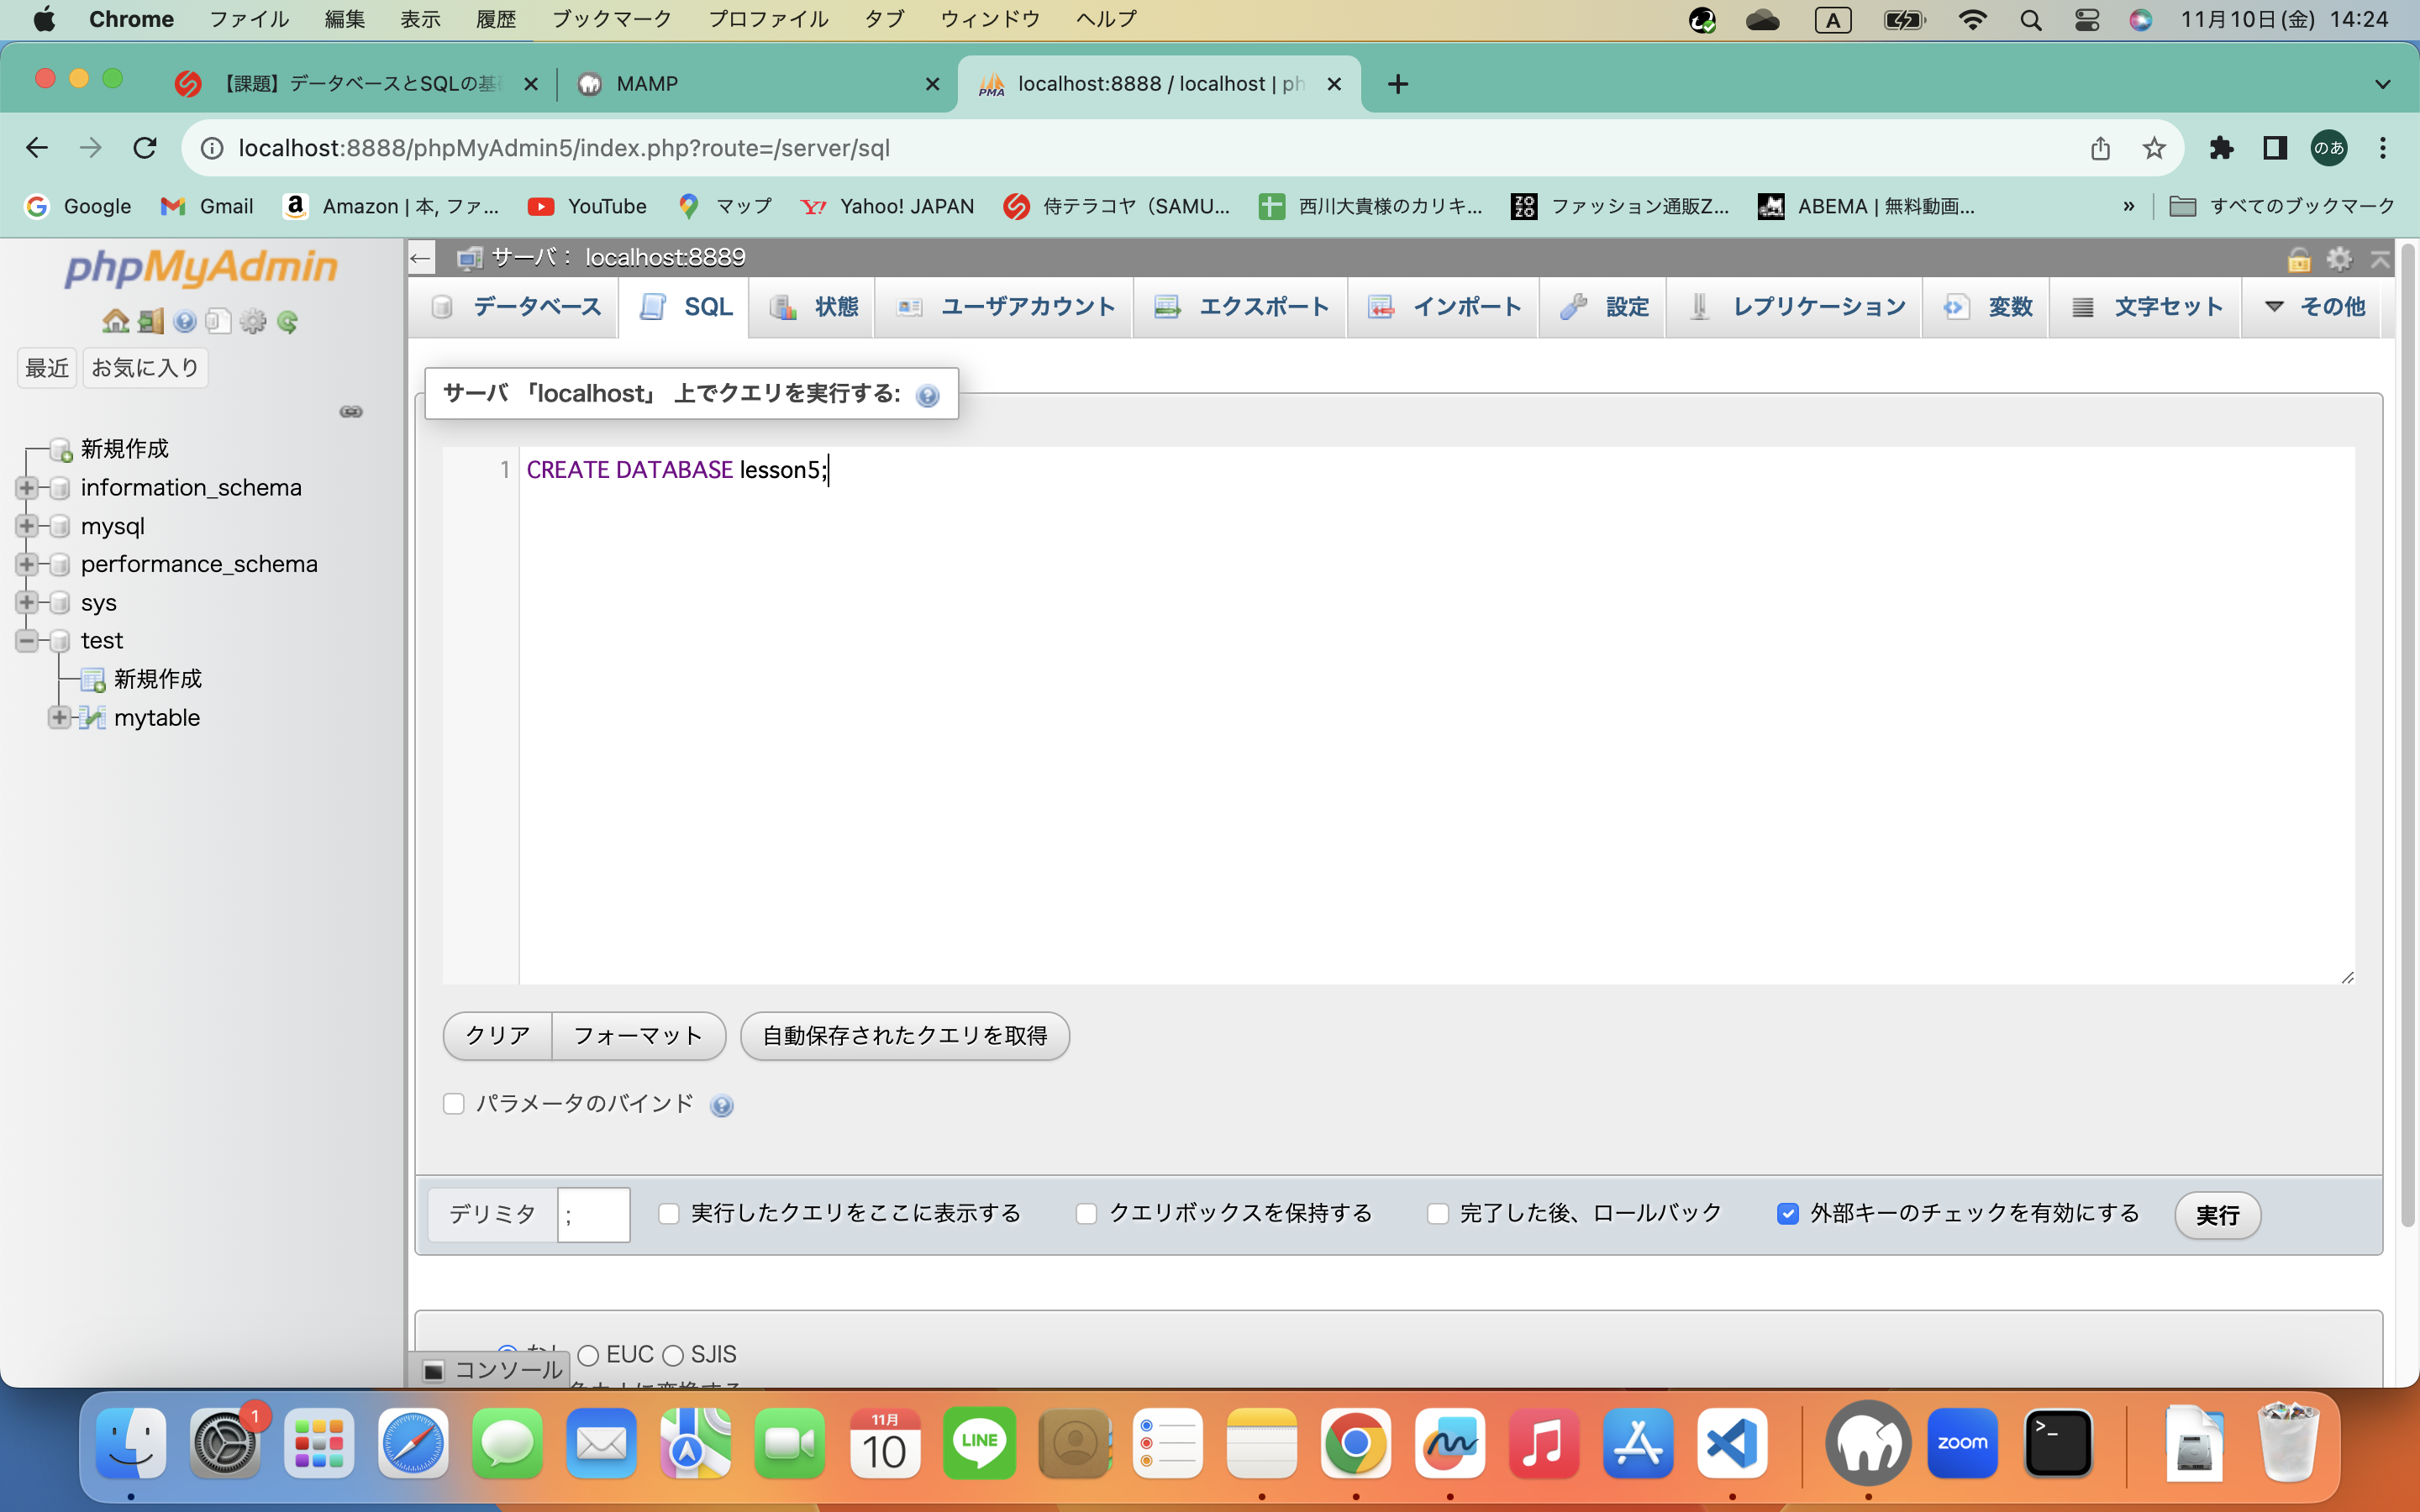 Chrome ファイル 編集 表示 履歴 ブックマーク プロファイル タブ ウィンドウ ヘルプ A 11月10日(金) 14:24
【課題】データベースとSQLの基 MAMP localhost:8888 / localhost | ph
localhost:8888/phpMyAdmin5/index.php?route=/server/sql のあ
Google Gmail Amazon | 本, ファ... YouTube マップ Yahoo! JAPAN 侍テラコヤ（SAMU... 西川大貴様のカリキ... ZOZO ファッション通販Z... ABEMA | 無料動画... » すべてのブックマーク
phpMyAdmin
最近 お気に入り
新規作成
information_schema
mysql
performance_schema
sys
test
新規作成
mytable
サーバ： localhost:8889
データベース SQL 状態 ユーザアカウント エクスポート インポート 設定 レプリケーション 変数 文字セット その他
サーバ 「localhost」 上でクエリを実行する:
1 CREATE DATABASE lesson5;
クリア フォーマット 自動保存されたクエリを取得
パラメータのバインド
デリミタ ; 実行したクエリをここに表示する クエリボックスを保持する 完了した後、ロールバック 外部キーのチェックを有効にする 実行
EUC SJIS
コンソール
1 11月 10 LINE zoom